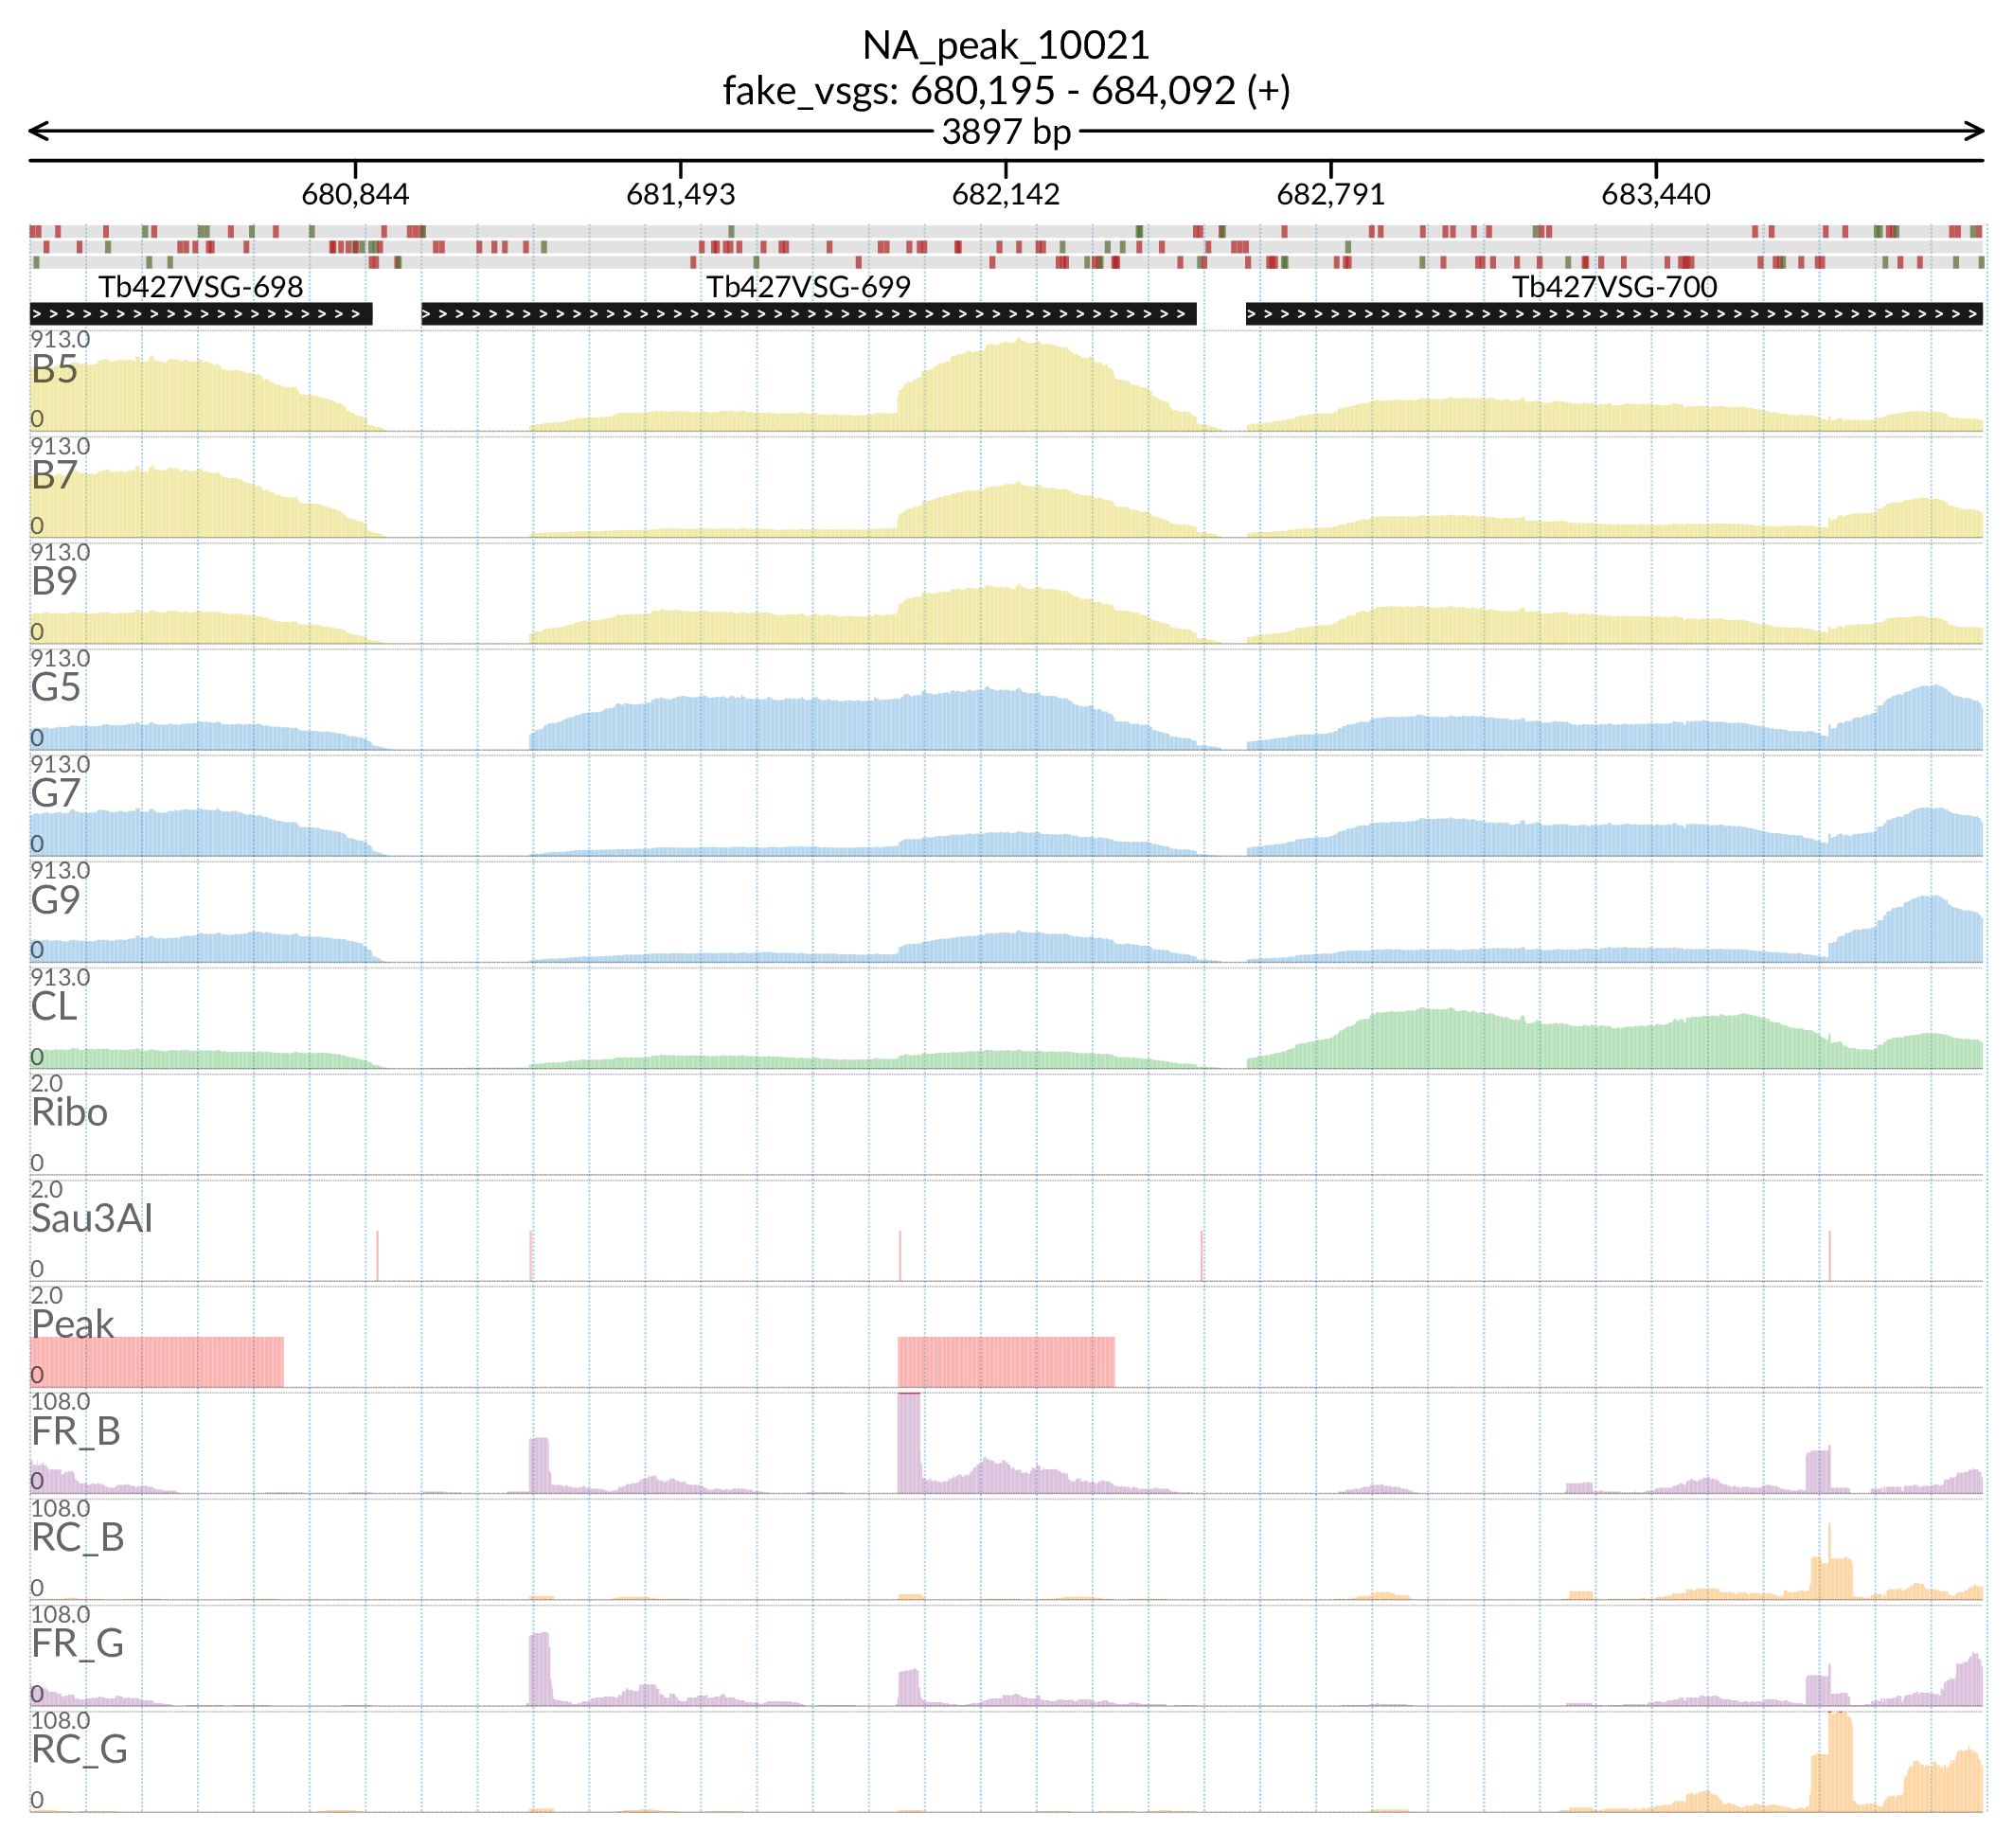 NA_peak_10021
fake_vsgs: 680,195 - 684,092 (+)
3897 bp
680,844 681,493 682,142 682,791 683,440
Tb427VSG-698 Tb427VSG-699 Tb427VSG-700
913.0
B5
0
913.0
B7
0
913.0
B9
0
913.0
G5
0
913.0
G7
0
913.0
G9
0
913.0
CL
0
2.0
Ribo
0
2.0
Sau3AI
0
2.0
Peak
0
108.0
FR_B
0
108.0
RC_B
0
108.0
FR_G
0
108.0
RC_G
0